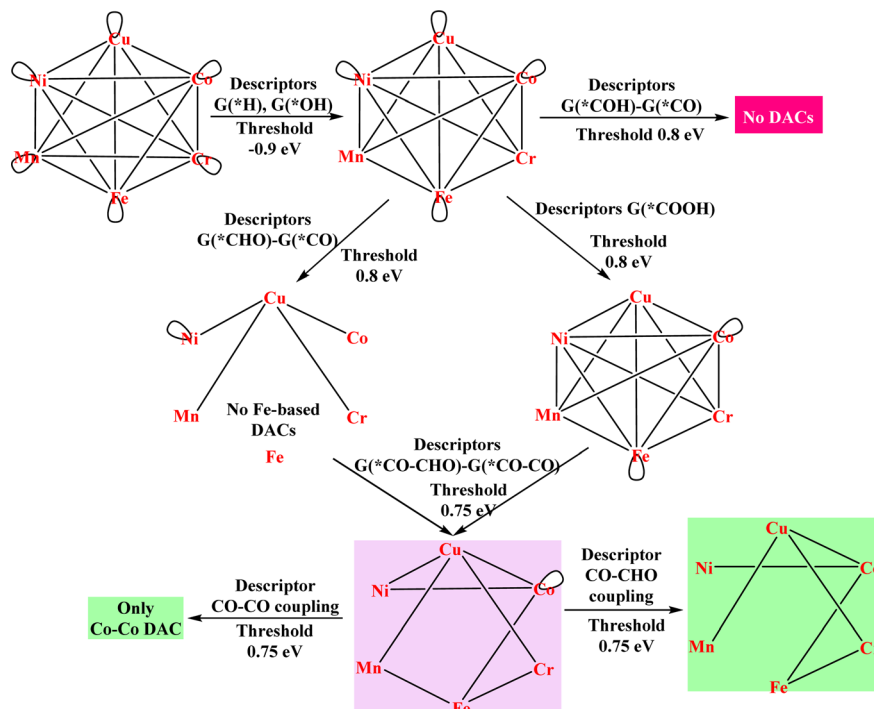 Cu
Cu
Ni
Co
Descriptors
G(*H), G(*OH)
Threshold
-0.9 eV
Ni
Co
Descriptors
G(*COH)-G(*CO)
Threshold 0.8 eV
No DACs
Mn
Cr
Mn
Cr
Fe
Fe
Descriptors
G(*CHO)-G(*CO)
Threshold
0.8 eV
Descriptors G(*COOH)
Threshold
0.8 eV
Cu
Ni
Co
Mn
Cr
No Fe-based
DACs
Fe
Cu
Ni
Co
Mn
Cr
Fe
Descriptors
G(*CO-CHO)-G(*CO-CO)
Threshold
0.75 eV
Only
Co-Co DAC
Descriptor
CO-CO coupling
Threshold
0.75 eV
Cu
Ni
Co
Mn
Cr
Fe
Descriptor
CO-CHO
coupling
Threshold
0.75 eV
Cu
Ni
Mn
Fe